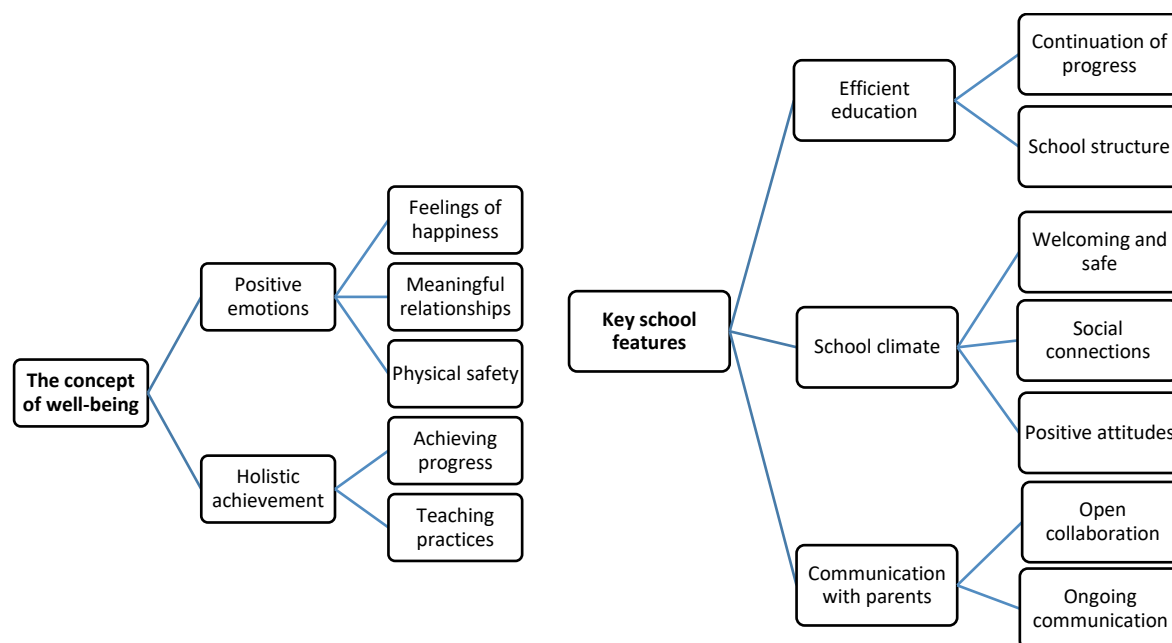 The concept
of well-being
Positive
emotions
Feelings of
happiness
Meaningful
relationships
Physical safety
Holistic
achievement
Achieving
progress
Teaching
practices
Key school
features
Efficient
education
Continuation of
progress
School structure
School climate
Welcoming and
safe
Social
connections
Positive attitudes
Communication
with parents
Open
collaboration
Ongoing
communication